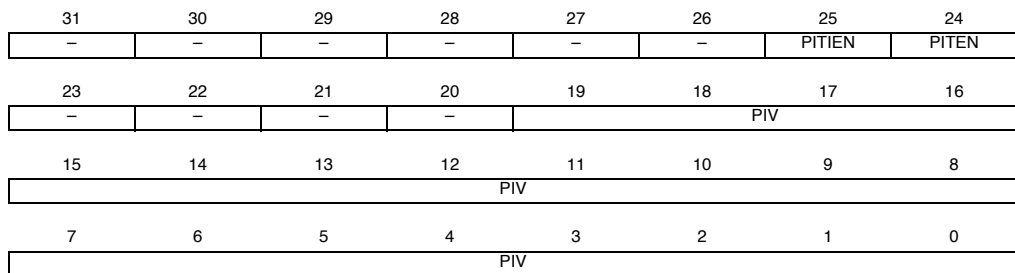 31 30 29 28 27 26 25 24
– – – – – – PITIEN PITEN
23 22 21 20 19 18 17 16
– – – – PIV
15 14 13 12 11 10 9 8
PIV
7 6 5 4 3 2 1 0
PIV